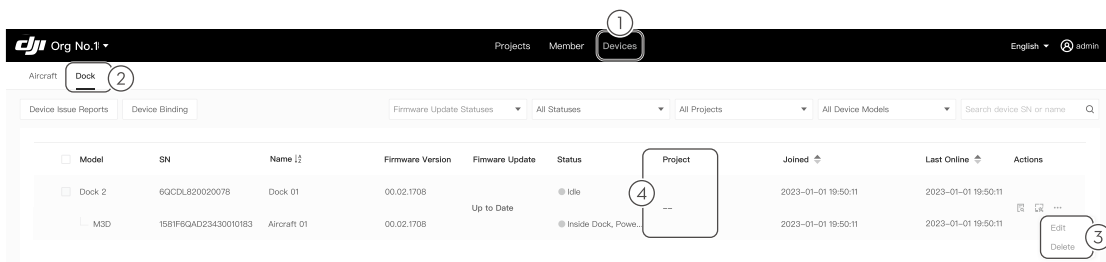 1
dji Org No.1
Projects Member Devices
English admin
Aircraft Dock 2
Device Issue Reports Device Binding Firmware Update Statuses All Statuses All Projects All Device Models Search device SN or name
Model SN Name Firmware Version Fimware Update Status Project Joined Last Online Actions
Dock 2 6QCDL820020078 Dock 01 00.02.1708 Idle 2023-01-01 19:50:11 2023-01-01 19:50:11
4
Up to Date --
M3D 1581F6QAD23430010183 Aircraft 01 00.02.1708 Inside Dock, Powe... 2023-01-01 19:50:11 2023-01-01 19:50:11
Edit
3
Delete